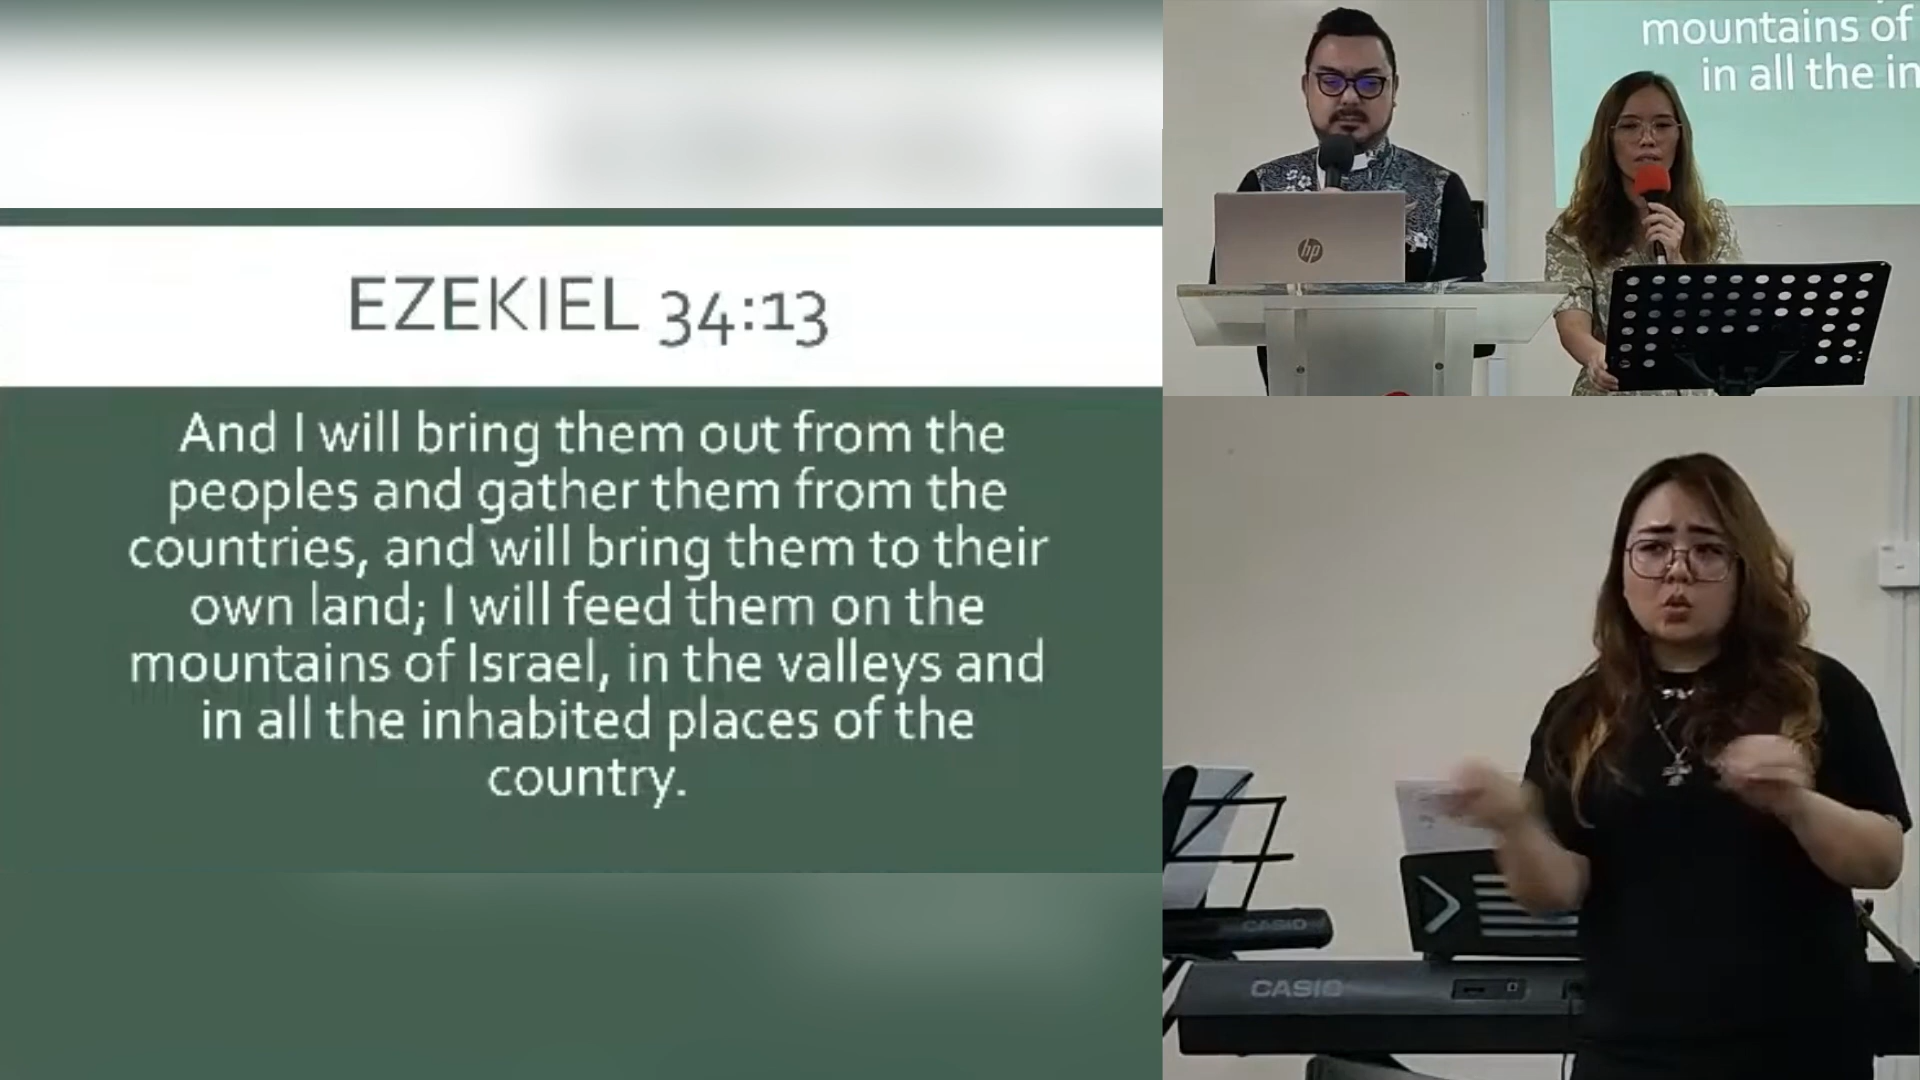 EZEKIEL 34:13
And I will bring them out from the
peoples and gather them from the
countries, and will bring them to their
own land; I will feed them on the
mountains of Israel, in the valleys and
in all the inhabited places of the
country.
mountains of
in all the in
hp
CASIO
CASIO